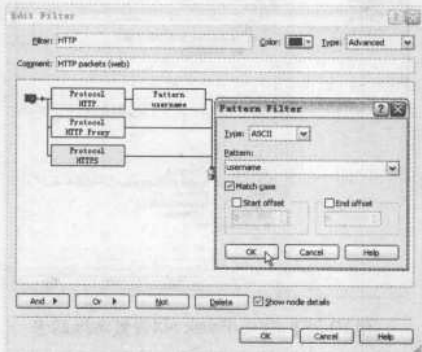 Edit Filter
Filter: HTTP Color: Type: Advanced
Comment: HTTP packets (web)
Protocol HTTP
Pattern username
Protocol HTTP Proxy
Protocol HTTPS
Pattern Filter
Type: ASCII
Pattern:
username
Match case
Start offset End offset
0 0
OK Cancel Help
And Or Not Delete Show node details
OK Cancel Help